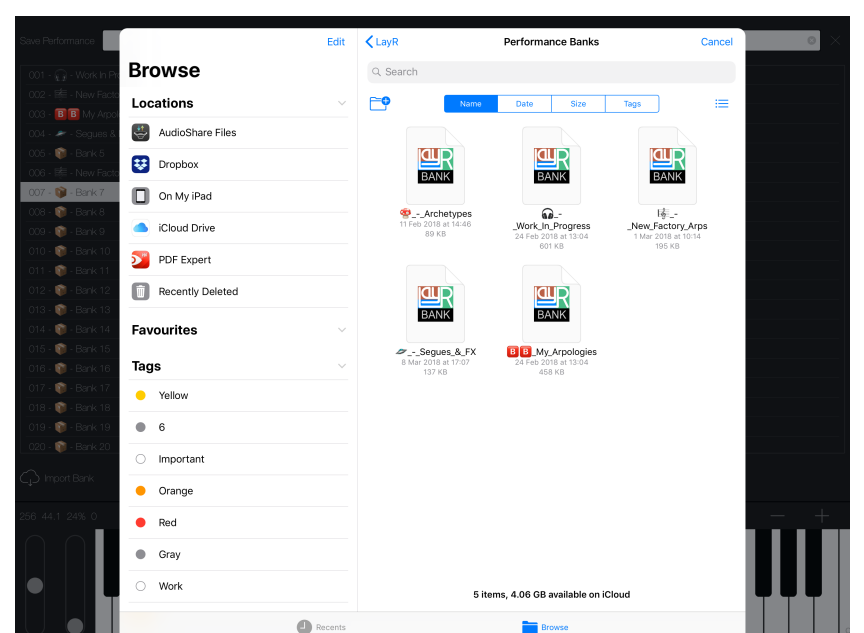 Save Performance
001 - 🎧 - Work In Pr
002 - 🎼 - New Facto
003 - 🅱️🅱️ My Arpol
004 - 🪐 - Segues &
005 - 📦 - Bank 5
006 - 🎼 - New Facto
007 - 📦 - Bank 7
008 - 📦 - Bank 8
009 - 📦 - Bank 9
010 - 📦 - Bank 10
011 - 📦 - Bank 11
012 - 📦 - Bank 12
013 - 📦 - Bank 13
014 - 📦 - Bank 14
015 - 📦 - Bank 15
016 - 📦 - Bank 16
017 - 📦 - Bank 17
018 - 📦 - Bank 18
019 - 📦 - Bank 19
020 - 📦 - Bank 20
Import Bank
256 44.1 24% 0
Edit
Browse
Locations
AudioShare Files
Dropbox
On My iPad
iCloud Drive
PDF Expert
Recently Deleted
Favourites
Tags
Yellow
6
Important
Orange
Red
Gray
Work
LayR
Performance Banks
Cancel
Search
Name Date Size Tags
BANK
_-_Archetypes
11 Feb 2018 at 14:46
89 KB
BANK
🎧_-
_Work_In_Progress
24 Feb 2018 at 13:04
601 KB
BANK
🎼_-
_New_Factory_Arps
1 Mar 2018 at 10:14
195 KB
BANK
🪐_-_Segues_&_FX
8 Mar 2018 at 17:07
137 KB
BANK
🅱️🅱️_My_Arpologies
24 Feb 2018 at 13:04
458 KB
5 items, 4.06 GB available on iCloud
Recents
Browse